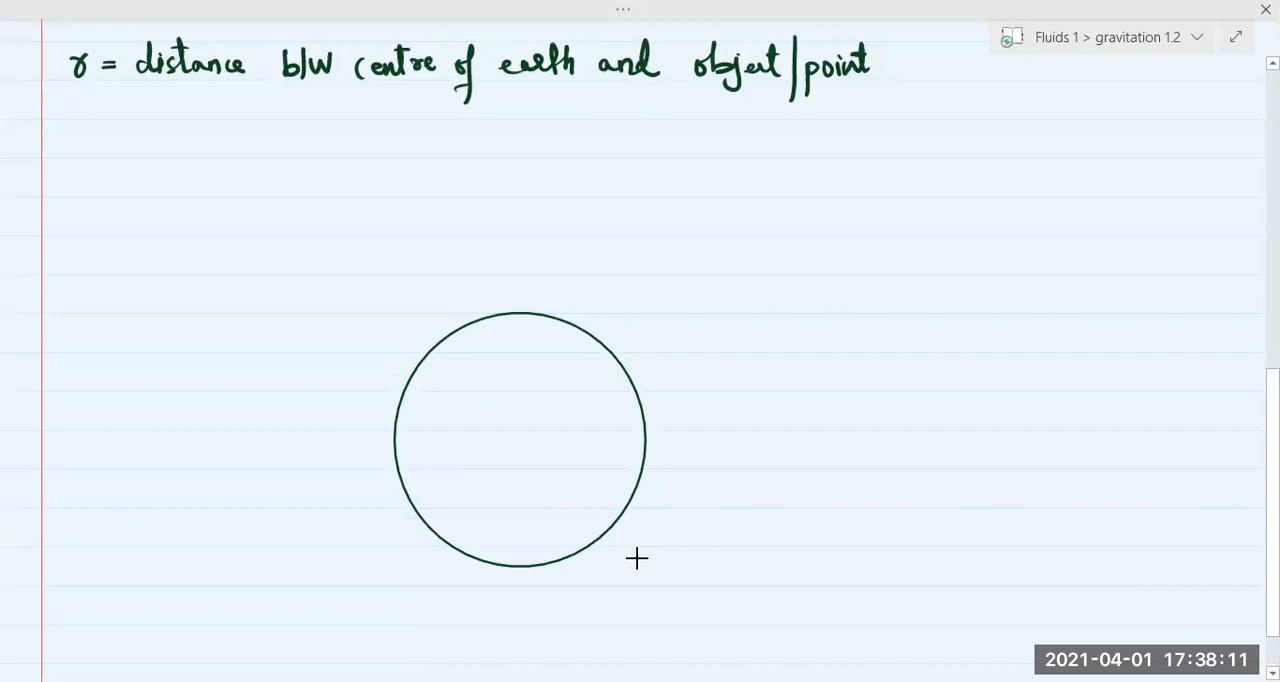 ...
Fluids 1 > gravitation 1.2
r = distance b/w centre of earth and object/point
2021-04-01 17:38:11